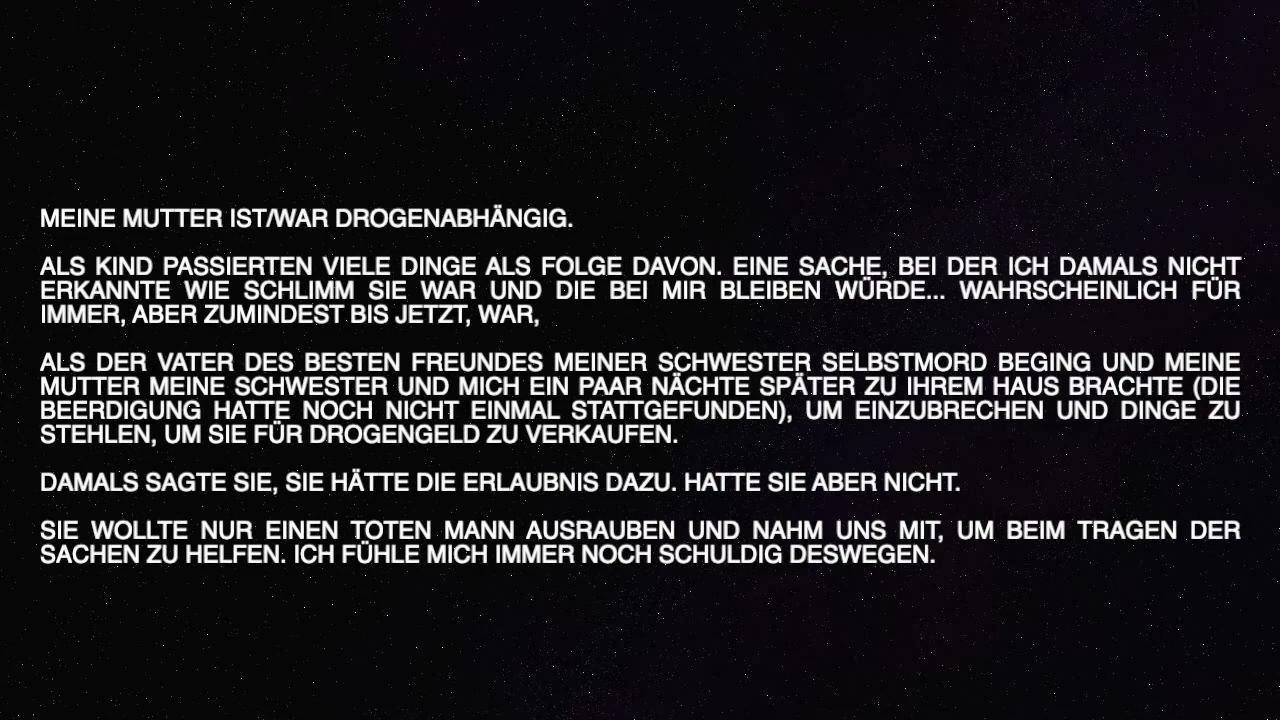 MEINE MUTTER IST/WAR DROGENABHÄNGIG.
ALS KIND PASSIERTEN VIELE DINGE ALS FOLGE DAVON. EINE SACHE, BEI DER ICH DAMALS NICHT
ERKANNTE WIE SCHLIMM SIE WAR UND DIE BEI MIR BLEIBEN WÜRDE... WAHRSCHEINLICH FÜR
IMMER, ABER ZUMINDEST BIS JETZT, WAR,
ALS DER VATER DES BESTEN FREUNDES MEINER SCHWESTER SELBSTMORD BEGING UND MEINE
MUTTER MEINE SCHWESTER UND MICH EIN PAAR NÄCHTE SPÄTER ZU IHREM HAUS BRACHTE (DIE
BEERDIGUNG HATTE NOCH NICHT EINMAL STATTGEFUNDEN), UM EINZUBRECHEN UND DINGE ZU
STEHLEN, UM SIE FÜR DROGENGELD ZU VERKAUFEN.
DAMALS SAGTE SIE, SIE HÄTTE DIE ERLAUBNIS DAZU. HATTE SIE ABER NICHT.
SIE WOLLTE NUR EINEN TOTEN MANN AUSRAUBEN UND NAHM UNS MIT, UM BEIM TRAGEN DER
SACHEN ZU HELFEN. ICH FÜHLE MICH IMMER NOCH SCHULDIG DESWEGEN.